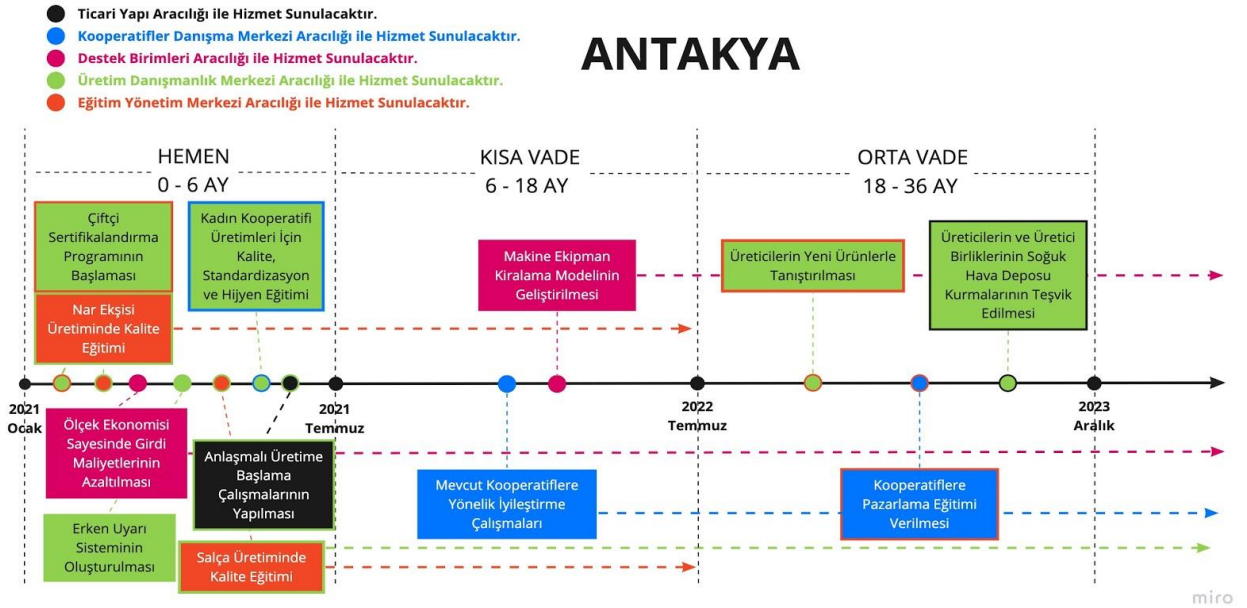 Ticari Yapı Aracılığı ile Hizmet Sunulacaktır.
Kooperatifler Danışma Merkezi Aracılığı ile Hizmet Sunulacaktır.
Destek Birimleri Aracılığı ile Hizmet Sunulacaktır.
Üretim Danışmanlık Merkezi Aracılığı ile Hizmet Sunulacaktır.
Eğitim Yönetim Merkezi Aracılığı ile Hizmet Sunulacaktır.
ANTAKYA
HEMEN
0 - 6 AY
KISA VADE
6 - 18 AY
ORTA VADE
18 - 36 AY
Çiftçi
Sertifikalandırma
Programının
Başlaması
Nar Ekşisi
Üretiminde Kalite
Eğitimi
Kadın Kooperatifi
Üretimleri İçin
Kalite,
Standardizasyon
ve Hijyen Eğitimi
Makine Ekipman
Kiralama Modelinin
Geliştirilmesi
Üreticilerin Yeni Ürünlerle
Tanıştırılması
Üreticilerin ve Üretici
Birliklerinin Soğuk
Hava Deposu
Kurmalarının Teşvik
Edilmesi
2021
Ocak
2021
Temmuz
2022
Temmuz
2023
Aralık
Ölçek Ekonomisi
Sayesinde Girdi
Maliyetlerinin
Azaltılması
Erken Uyarı
Sisteminin
Oluşturulması
Anlaşmalı Üretime
Başlama
Çalışmalarının
Yapılması
Salça Üretiminde
Kalite Eğitimi
Mevcut Kooperatiflere
Yönelik İyileştirme
Çalışmaları
Kooperatiflere
Pazarlama Eğitimi
Verilmesi
miro